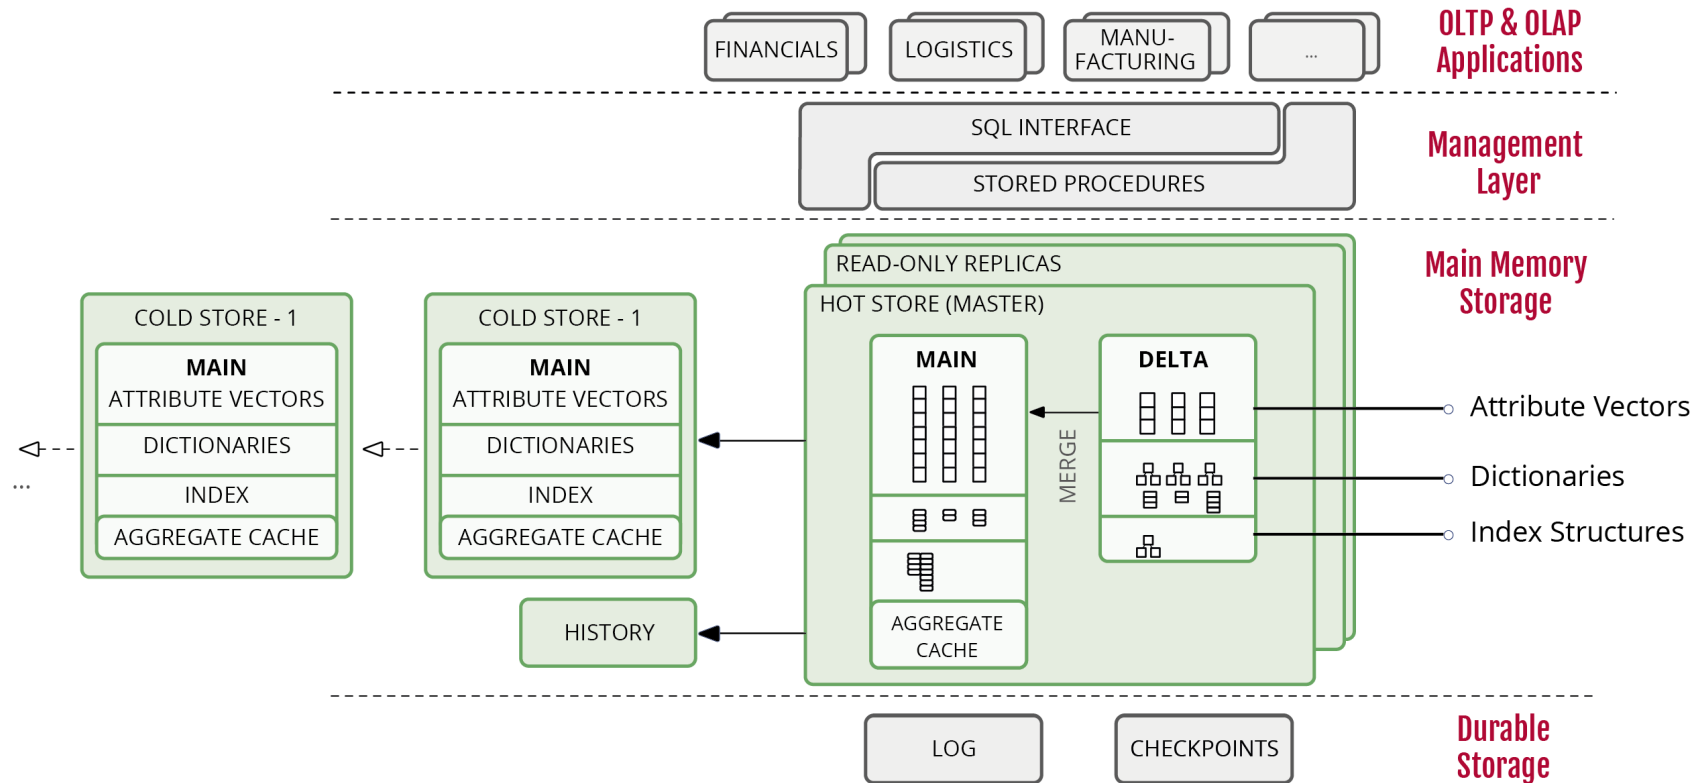 FINANCIALS
LOGISTICS
MANU-
FACTURING
...
OLTP & OLAP
Applications
SQL INTERFACE
STORED PROCEDURES
Management
Layer
READ-ONLY REPLICAS
HOT STORE (MASTER)
Main Memory
Storage
COLD STORE - 1
MAIN
ATTRIBUTE VECTORS
DICTIONARIES
INDEX
AGGREGATE CACHE
...
COLD STORE - 1
MAIN
ATTRIBUTE VECTORS
DICTIONARIES
INDEX
AGGREGATE CACHE
HISTORY
MAIN
AGGREGATE
CACHE
MERGE
DELTA
Attribute Vectors
Dictionaries
Index Structures
LOG
CHECKPOINTS
Durable
Storage